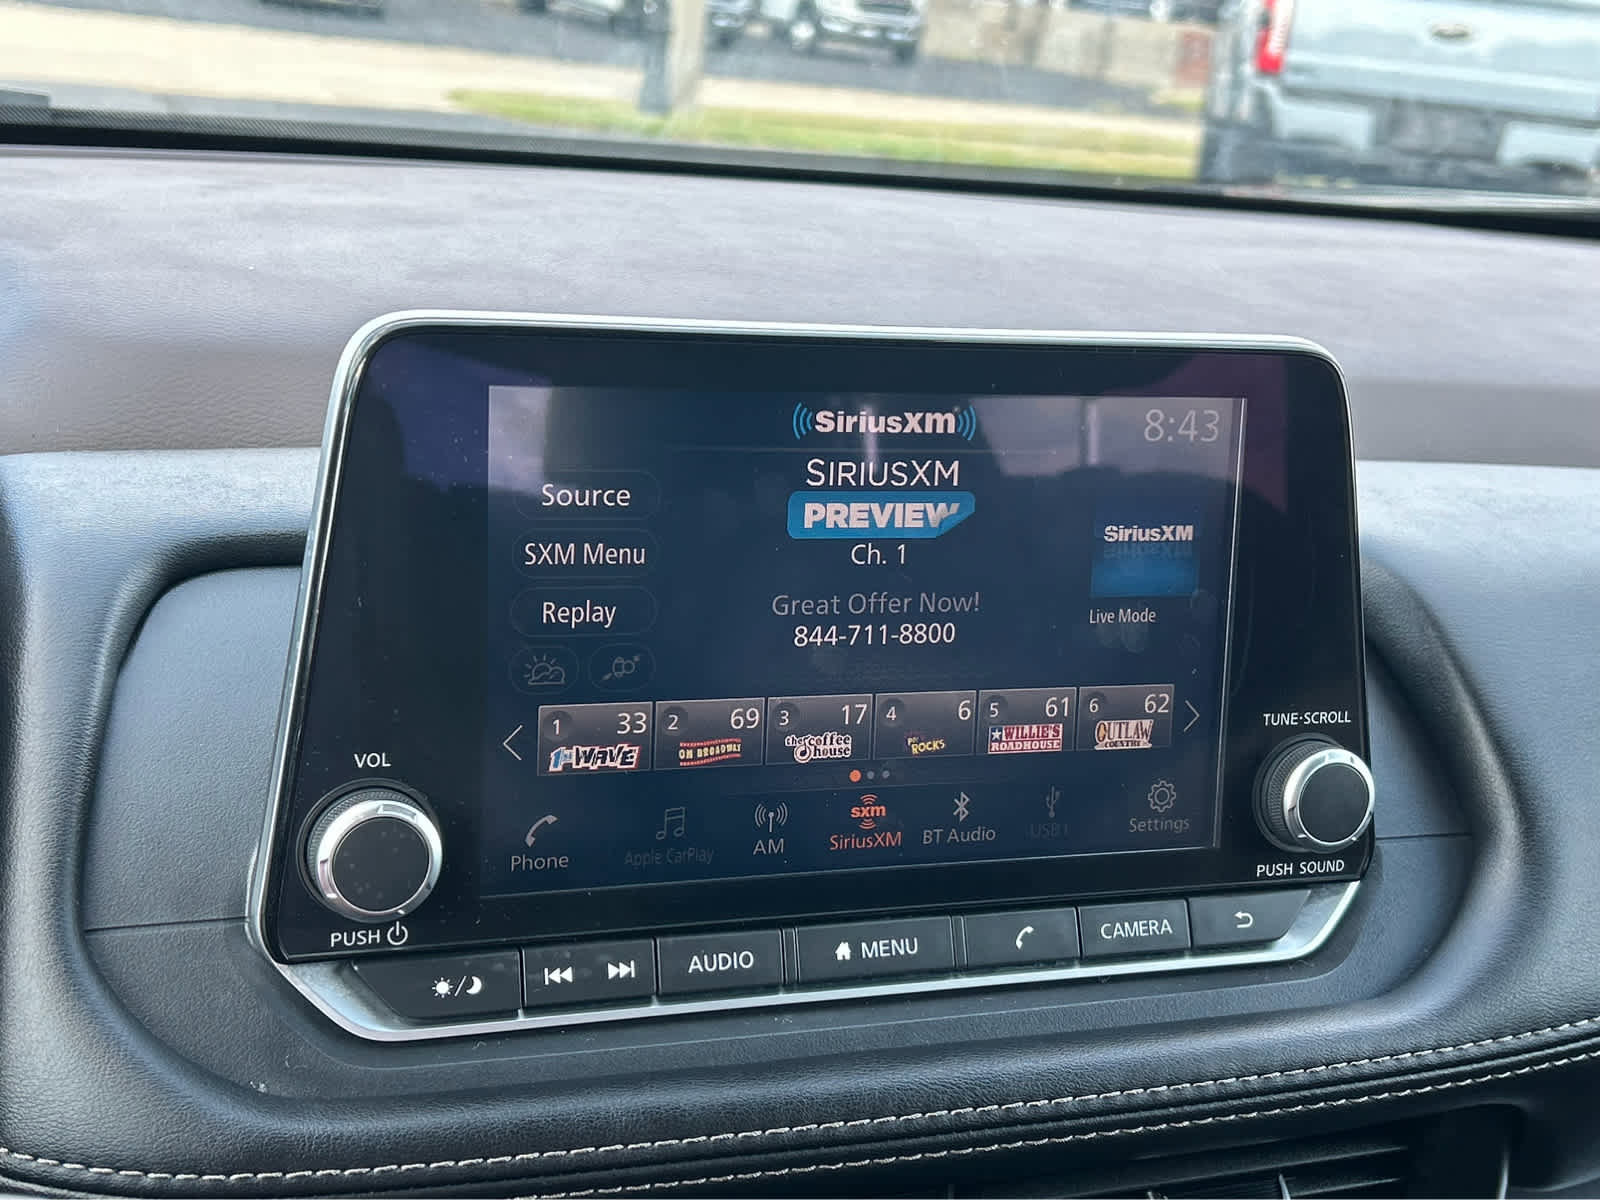 SiriusXM
8:43
SIRIUSXM
PREVIEW
Ch. 1
Great Offer Now!
844-711-8800
Source
SXM Menu
Replay
SiriusXM
Live Mode
1 33
1st WAVE
2 69
ON BROADWAY
3 17
the coffee house
4 6
ROCKS
5 61
WILLIE'S ROADHOUSE
6 62
OUTLAW COUNTRY
Phone
Apple CarPlay
AM
sxm
SiriusXM
BT Audio
USB1
Settings
VOL
PUSH
TUNE·SCROLL
PUSH SOUND
AUDIO
MENU
CAMERA